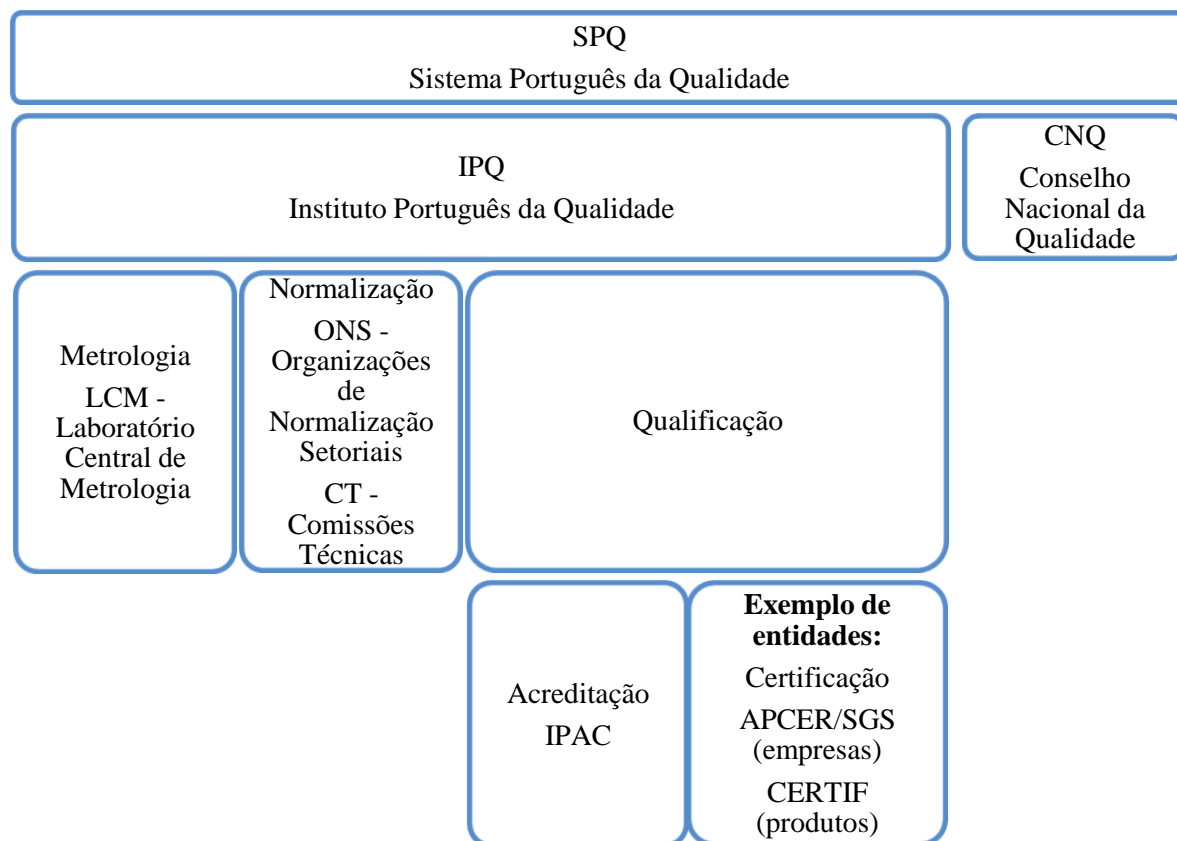 SPQ
Sistema Português da Qualidade
IPQ
Instituto Português da Qualidade
CNQ
Conselho
Nacional da
Qualidade
Metrologia
LCM -
Laboratório
Central de
Metrologia
Normalização
ONS -
Organizações
de
Normalização
Setoriais
CT -
Comissões
Técnicas
Qualificação
Acreditação
IPAC
Exemplo de
entidades:
Certificação
APCER/SGS
(empresas)
CERTIF
(produtos)